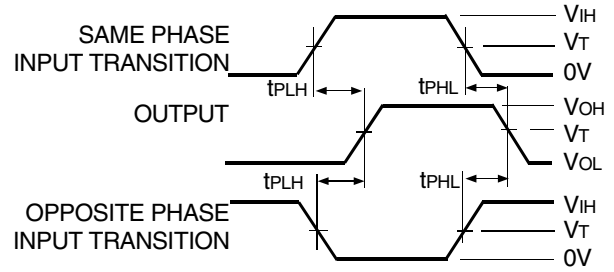 SAME PHASE
INPUT TRANSITION
VIH
VT
0V
tPLH
tPHL
OUTPUT
VOH
VT
VOL
tPLH
tPHL
OPPOSITE PHASE
INPUT TRANSITION
VIH
VT
0V